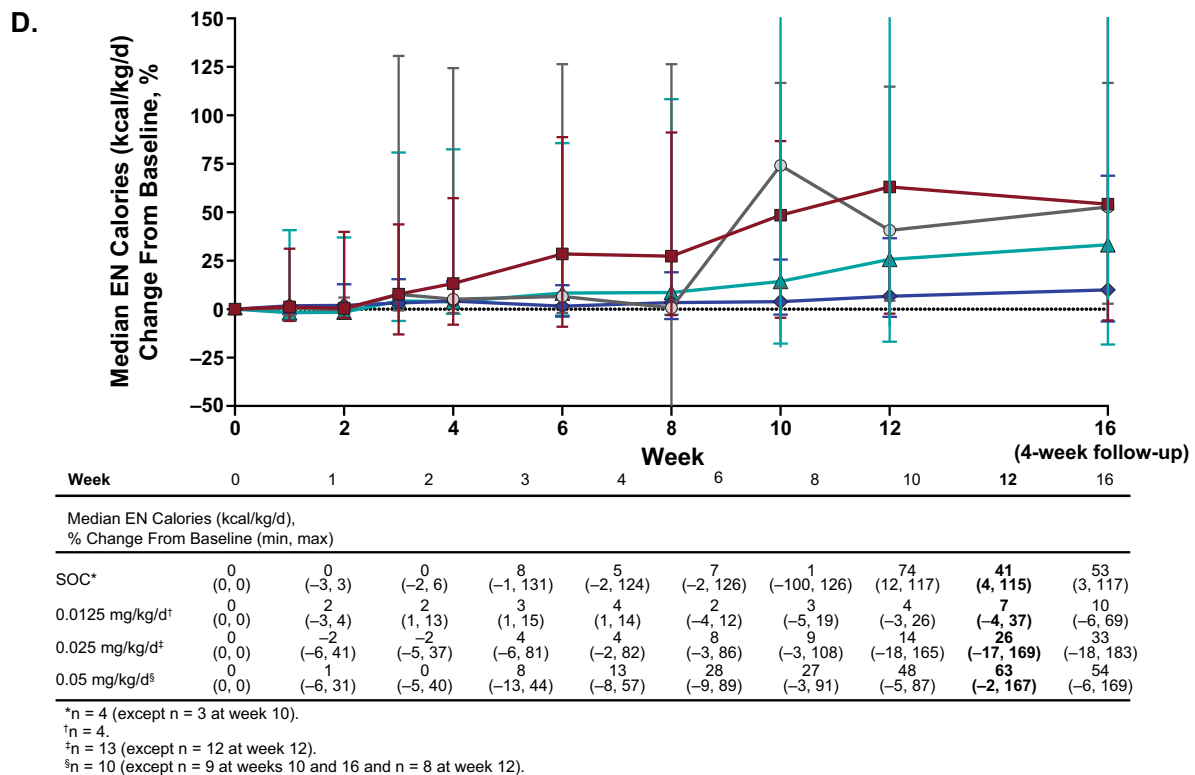 D.
Median EN Calories (kcal/kg/d)
Change From Baseline, %
150
125
100
75
50
25
0
–25
–50
0 2 4 6 8 10 12 16
Week
(4-week follow-up)
Week 0 1 2 3 4 6 8 10 12 16
Median EN Calories (kcal/kg/d),
% Change From Baseline (min, max)
SOC* 0 0 0 8 5 7 1 74 41 53
(0, 0) (–3, 3) (–2, 6) (–1, 131) (–2, 124) (–2, 126) (–100, 126) (12, 117) (4, 115) (3, 117)
0.0125 mg/kg/d† 0 2 2 3 4 2 3 4 7 10
(0, 0) (–3, 4) (1, 13) (1, 15) (1, 14) (–4, 12) (–5, 19) (–3, 26) (–4, 37) (–6, 69)
0.025 mg/kg/d‡ 0 –2 –2 4 4 8 9 14 26 33
(0, 0) (–6, 41) (–5, 37) (–6, 81) (–2, 82) (–3, 86) (–3, 108) (–18, 165) (–17, 169) (–18, 183)
0.05 mg/kg/d§ 0 1 0 8 13 28 27 48 63 54
(0, 0) (–6, 31) (–5, 40) (–13, 44) (–8, 57) (–9, 89) (–3, 91) (–5, 87) (–2, 167) (–6, 169)
*n = 4 (except n = 3 at week 10).
†n = 4.
‡n = 13 (except n = 12 at week 12).
§n = 10 (except n = 9 at weeks 10 and 16 and n = 8 at week 12).